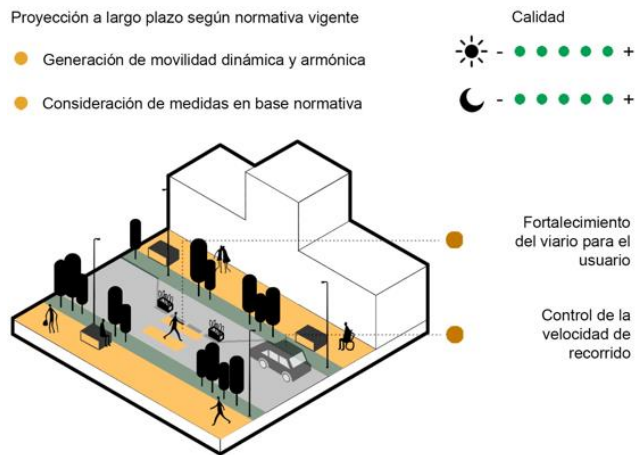 Proyección a largo plazo según normativa vigente
Generación de movilidad dinámica y armónica
Consideración de medidas en base normativa
Calidad
- +
- +
Fortalecimiento
del viario para el
usuario
Control de la
velocidad de
recorrido